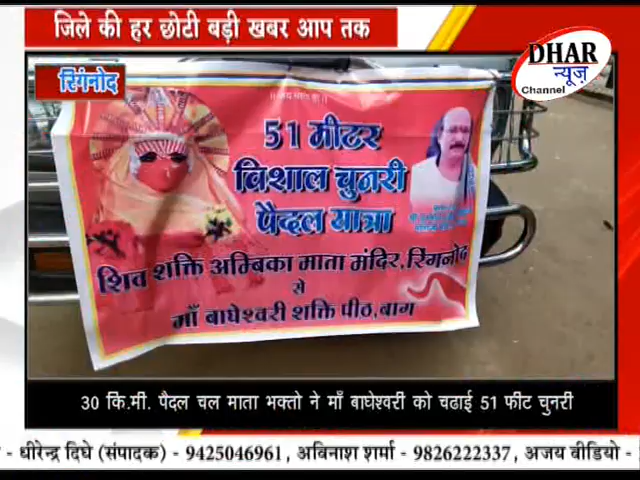 जिले की हर छोटी बड़ी खबर आप तक
DHAR
न्यूज़
Channel
रिंगनोद
51 मीटर
विशाल चुनरी
पैदल यात्रा
शिव शक्ति अम्बिका माता मंदिर, रिंगनोद
से
माँ बाघेश्वरी शक्ति पीठ, बाग
30 कि.मी. पैदल चल माता भक्तो ने माँ बाघेश्वरी को चढाई 51 फीट चुनरी
- धीरेन्द्र दिघे (संपादक) - 9425046961, अविनाश शर्मा - 9826222337, अजय बीडियो -